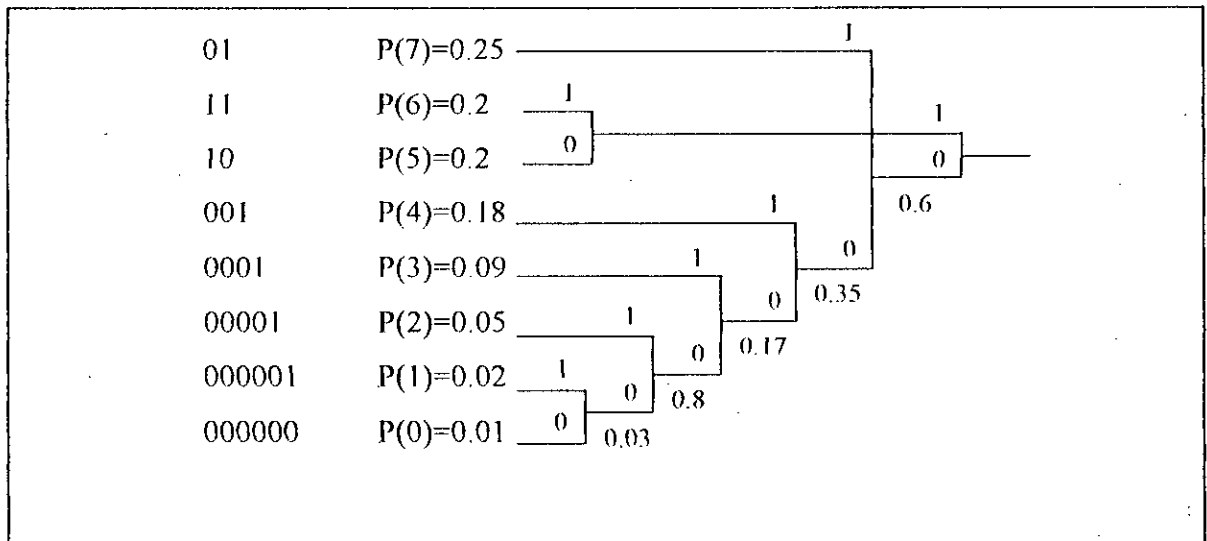 01 P(7)=0.25 1
11 P(6)=0.2 1 1
10 P(5)=0.2 0 0
001 P(4)=0.18 1 0.6
0001 P(3)=0.09 1 0
0 0.35
00001 P(2)=0.05 1
0 0.17
000001 P(1)=0.02 1 0 0.8
000000 P(0)=0.01 0 0.03